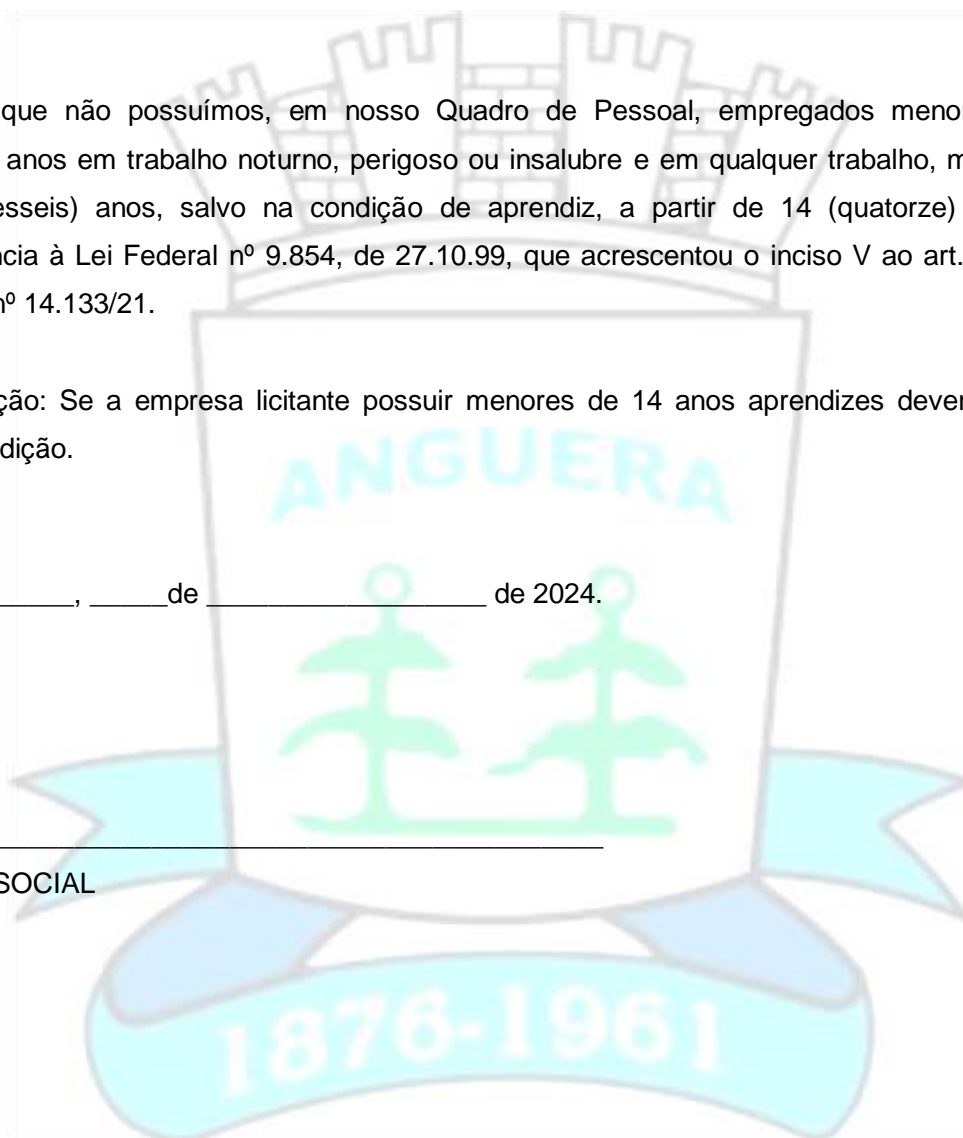 que não possuímos, em nosso Quadro de Pessoal, empregados menor
anos em trabalho noturno, perigoso ou insalubre e em qualquer trabalho, m
esseis) anos, salvo na condição de aprendiz, a partir de 14 (quatorze)
ncia à Lei Federal nº 9.854, de 27.10.99, que acrescentou o inciso V ao art.
nº 14.133/21.
ção: Se a empresa licitante possuir menores de 14 anos aprendizes dever
dição.
ANGUERA
_____, _____de __________________ de 2024.
_______________________________________
SOCIAL
1876-1961